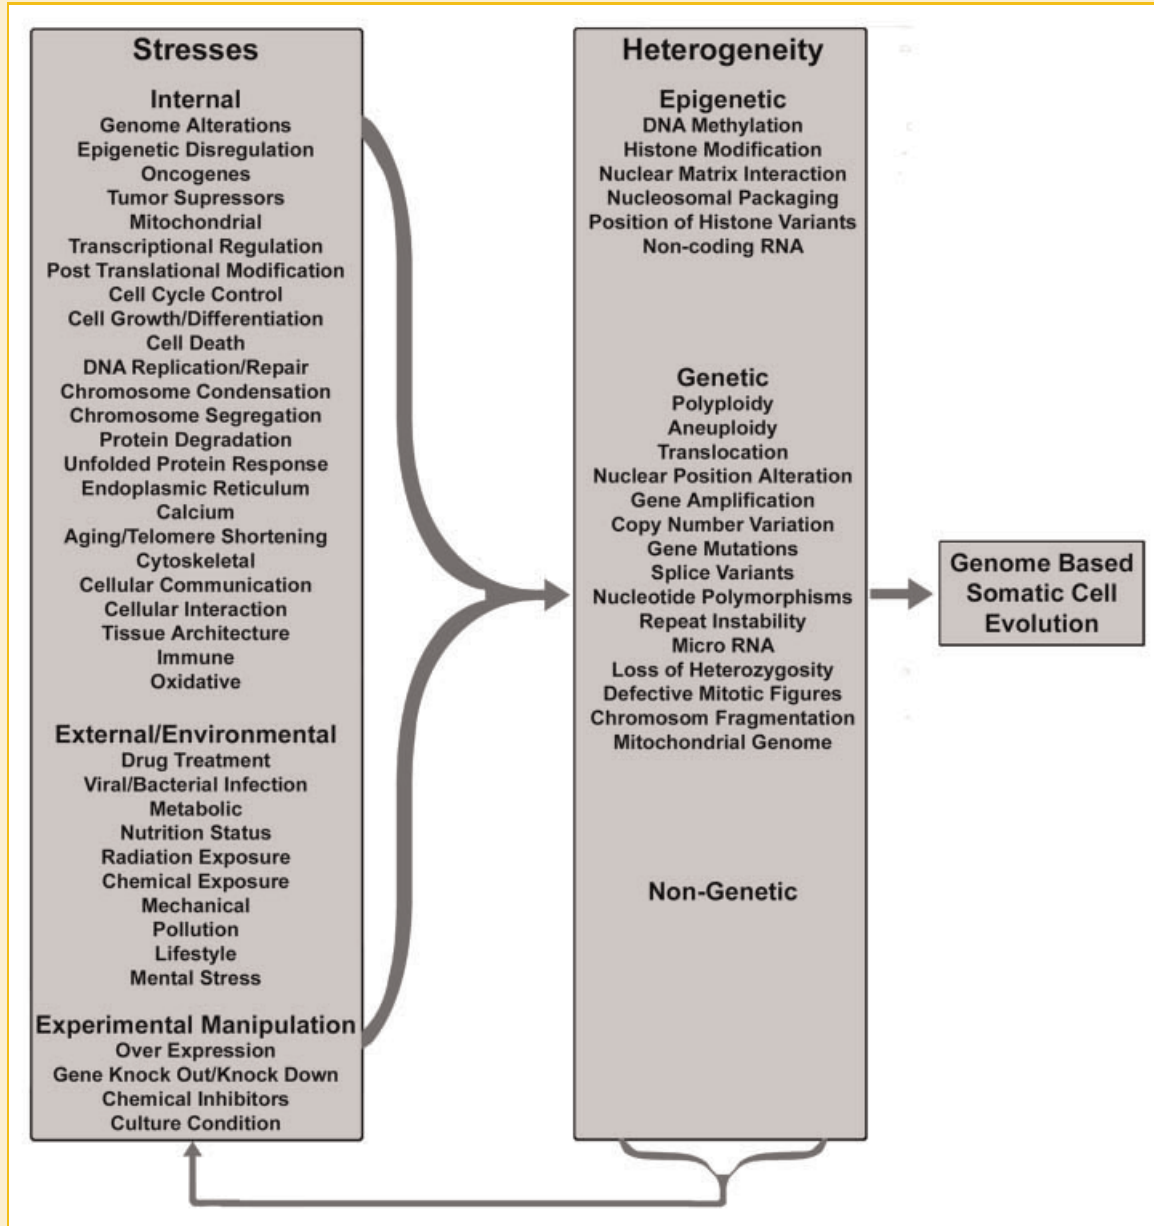 Stresses
Internal
Genome Alterations
Epigenetic Disregulation
Oncogenes
Tumor Supressors
Mitochondrial
Transcriptional Regulation
Post Translational Modification
Cell Cycle Control
Cell Growth/Differentiation
Cell Death
DNA Replication/Repair
Chromosome Condensation
Chromosome Segregation
Protein Degradation
Unfolded Protein Response
Endoplasmic Reticulum
Calcium
Aging/Telomere Shortening
Cytoskeletal
Cellular Communication
Cellular Interaction
Tissue Architecture
Immune
Oxidative
External/Environmental
Drug Treatment
Viral/Bacterial Infection
Metabolic
Nutrition Status
Radiation Exposure
Chemical Exposure
Mechanical
Pollution
Lifestyle
Mental Stress
Experimental Manipulation
Over Expression
Gene Knock Out/Knock Down
Chemical Inhibitors
Culture Condition
Heterogeneity
Epigenetic
DNA Methylation
Histone Modification
Nuclear Matrix Interaction
Nucleosomal Packaging
Position of Histone Variants
Non-coding RNA
Genetic
Polyploidy
Aneuploidy
Translocation
Nuclear Position Alteration
Gene Amplification
Copy Number Variation
Gene Mutations
Splice Variants
Nucleotide Polymorphisms
Repeat Instability
Micro RNA
Loss of Heterozygosity
Defective Mitotic Figures
Chromosom Fragmentation
Mitochondrial Genome
Non-Genetic
Genome Based
Somatic Cell
Evolution